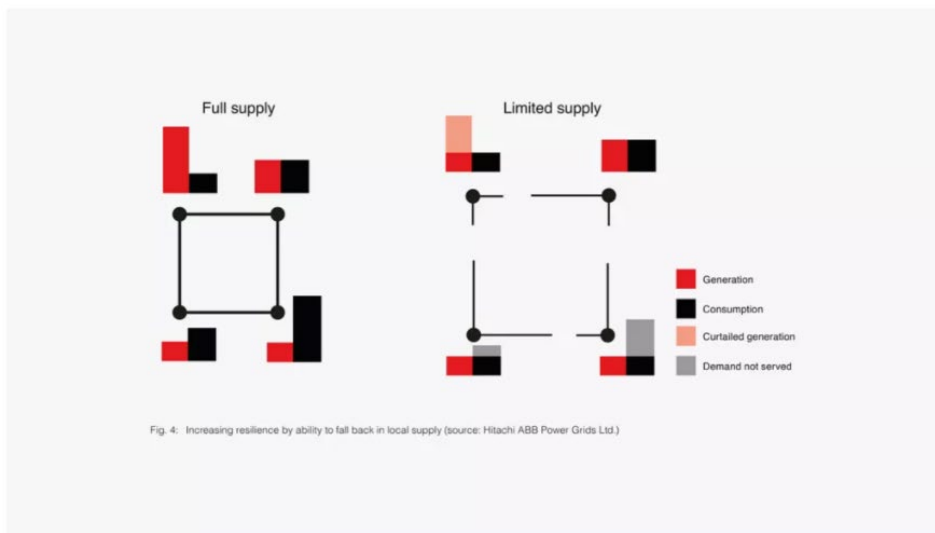 Full supply
Limited supply
Generation
Consumption
Curtailed generation
Demand not served
Fig. 4: Increasing resilience by ability to fall back in local supply (source: Hitachi ABB Power Grids Ltd.)